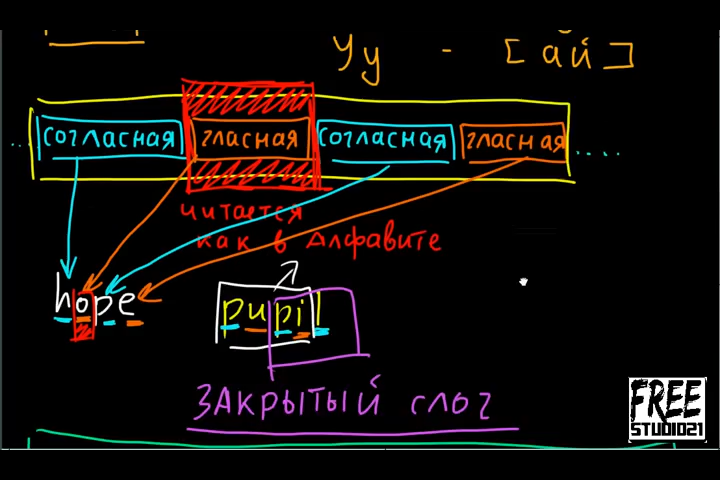 Yy - [ай]
... согласная гласная согласная гласная ....
читается
как в алфавите
hope pupil
ЗАКРЫТЫЙ СЛОГ
FREE
STUDIO21